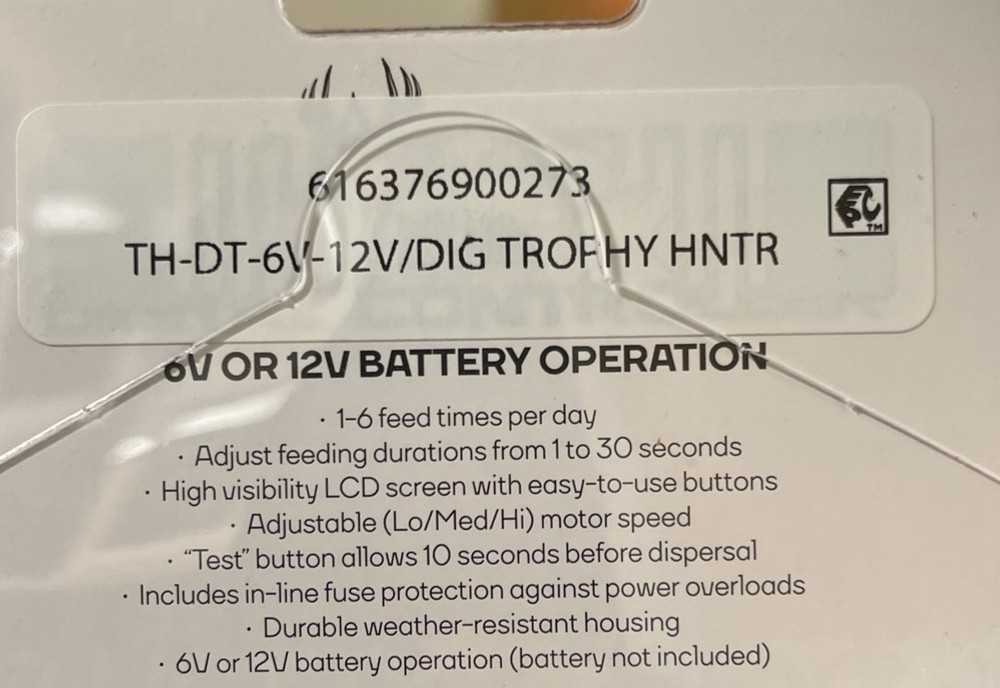 616376900273
TH-DT-6V-12V/DIG TROPHY HNTR
6V OR 12V BATTERY OPERATION
· 1-6 feed times per day
· Adjust feeding durations from 1 to 30 seconds
· High visibility LCD screen with easy-to-use buttons
· Adjustable (Lo/Med/Hi) motor speed
· “Test” button allows 10 seconds before dispersal
· Includes in-line fuse protection against power overloads
· Durable weather-resistant housing
· 6V or 12V battery operation (battery not included)